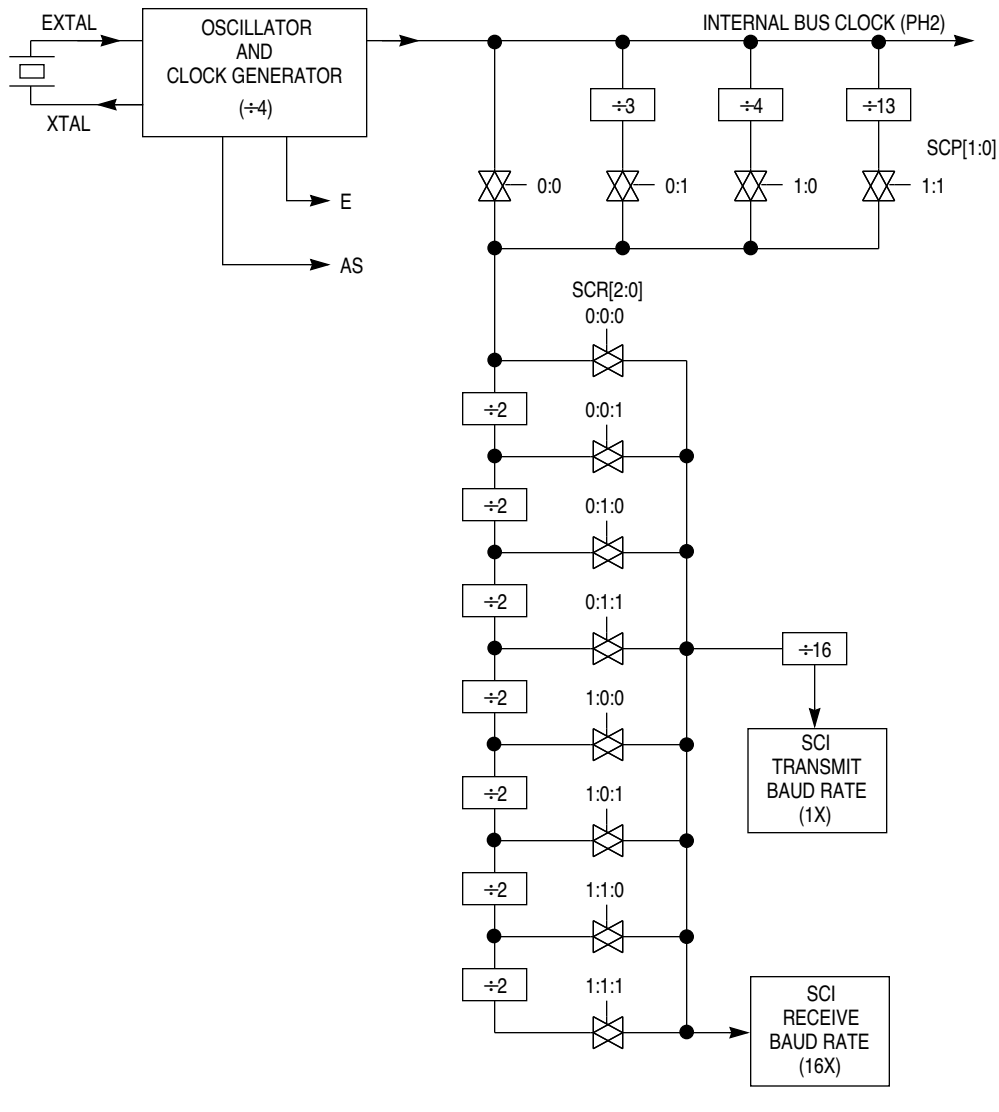 EXTAL
XTAL
OSCILLATOR
AND
CLOCK GENERATOR
(÷4)
E
AS
INTERNAL BUS CLOCK (PH2)
÷3
÷4
÷13
SCP[1:0]
0:0
0:1
1:0
1:1
SCR[2:0]
0:0:0
÷2
0:0:1
÷2
0:1:0
÷2
0:1:1
÷16
÷2
1:0:0
SCI
TRANSMIT
BAUD RATE
(1X)
÷2
1:0:1
÷2
1:1:0
÷2
1:1:1
SCI
RECEIVE
BAUD RATE
(16X)